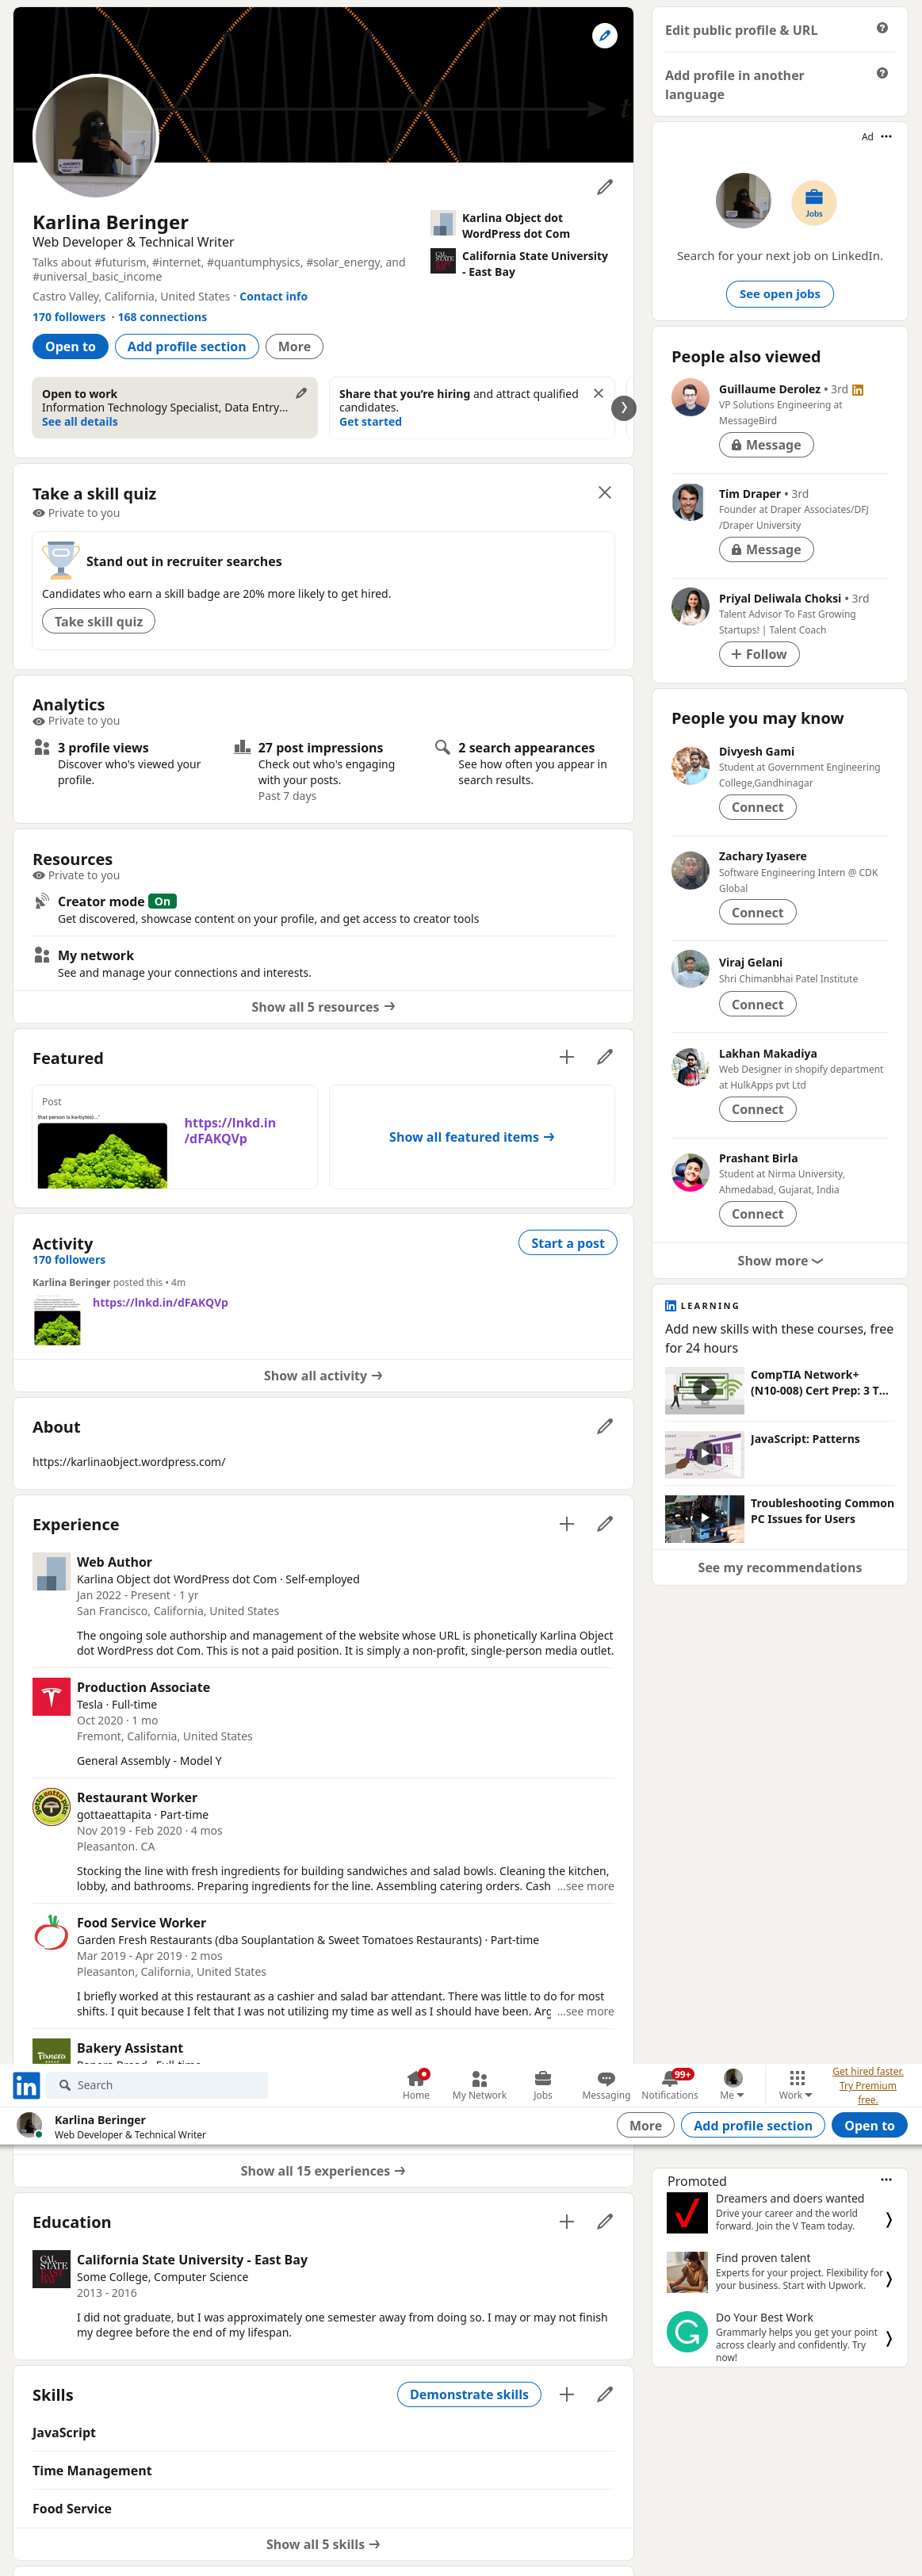 Karlina Beringer
Web Developer & Technical Writer
Talks about #futurism, #internet, #quantumphysics, #solar_energy, and
#universal_basic_income
Castro Valley, California, United States · Contact info
170 followers · 168 connections
Karlina Object dot
WordPress dot Com
California State University
- East Bay
Open to
Add profile section
More
Open to work
Information Technology Specialist, Data Entry...
See all details
Share that you're hiring and attract qualified
candidates.
Get started
Take a skill quiz
Private to you
Stand out in recruiter searches
Candidates who earn a skill badge are 20% more likely to get hired.
Take skill quiz
Analytics
Private to you
3 profile views
Discover who's viewed your
profile.
27 post impressions
Check out who's engaging
with your posts.
Past 7 days
2 search appearances
See how often you appear in
search results.
Resources
Private to you
Creator mode On
Get discovered, showcase content on your profile, and get access to creator tools
My network
See and manage your connections and interests.
Show all 5 resources →
Featured
Post
that person is karbytes)..."
https://lnkd.in
/dFAKQVp
Show all featured items →
Activity
170 followers
Start a post
Karlina Beringer posted this • 4m
https://lnkd.in/dFAKQVp
Show all activity →
About
https://karlinaobject.wordpress.com/
Experience
Web Author
Karlina Object dot WordPress dot Com · Self-employed
Jan 2022 - Present · 1 yr
San Francisco, California, United States
The ongoing sole authorship and management of the website whose URL is phonetically Karlina Object
dot WordPress dot Com. This is not a paid position. It is simply a non-profit, single-person media outlet.
Production Associate
Tesla · Full-time
Oct 2020 · 1 mo
Fremont, California, United States
General Assembly - Model Y
Restaurant Worker
gottaeattapita · Part-time
Nov 2019 - Feb 2020 · 4 mos
Pleasanton. CA
Stocking the line with fresh ingredients for building sandwiches and salad bowls. Cleaning the kitchen,
lobby, and bathrooms. Preparing ingredients for the line. Assembling catering orders. Cash ...see more
Food Service Worker
Garden Fresh Restaurants (dba Souplantation & Sweet Tomatoes Restaurants) · Part-time
Mar 2019 - Apr 2019 · 2 mos
Pleasanton, California, United States
I briefly worked at this restaurant as a cashier and salad bar attendant. There was little to do for most
shifts. I quit because I felt that I was not utilizing my time as well as I should have been. Arg ...see more
Panera
Bakery Assistant
Panera Bread · Full-time
in
Search
Home
My Network
Jobs
Messaging
99+
Notifications
Me
Work
Get hired faster.
Try Premium
free.
Karlina Beringer
Web Developer & Technical Writer
More
Add profile section
Open to
Show all 15 experiences →
Education
CAL
STATE
EAST
BAY
California State University - East Bay
Some College, Computer Science
2013 - 2016
I did not graduate, but I was approximately one semester away from doing so. I may or may not finish
my degree before the end of my lifespan.
Skills
Demonstrate skills
JavaScript
Time Management
Food Service
Show all 5 skills →
Edit public profile & URL
Add profile in another
language
Ad
Jobs
Search for your next job on LinkedIn.
See open jobs
People also viewed
Guillaume Derolez • 3rd in
VP Solutions Engineering at
MessageBird
Message
Tim Draper • 3rd
Founder at Draper Associates/DFJ
/Draper University
Message
Priyal Deliwala Choksi • 3rd
Talent Advisor To Fast Growing
Startups! | Talent Coach
+ Follow
People you may know
Divyesh Gami
Student at Government Engineering
College,Gandhinagar
Connect
Zachary Iyasere
Software Engineering Intern @ CDK
Global
Connect
Viraj Gelani
Shri Chimanbhai Patel Institute
Connect
Lakhan Makadiya
Web Designer in shopify department
at HulkApps pvt Ltd
Connect
Prashant Birla
Student at Nirma University,
Ahmedabad, Gujarat, India
Connect
Show more
in LEARNING
Add new skills with these courses, free
for 24 hours
CompTIA Network+
(N10-008) Cert Prep: 3 T...
JavaScript: Patterns
Troubleshooting Common
PC Issues for Users
See my recommendations
Promoted
Dreamers and doers wanted
Drive your career and the world
forward. Join the V Team today.
Find proven talent
Experts for your project. Flexibility for
your business. Start with Upwork.
Do Your Best Work
Grammarly helps you get your point
across clearly and confidently. Try
now!